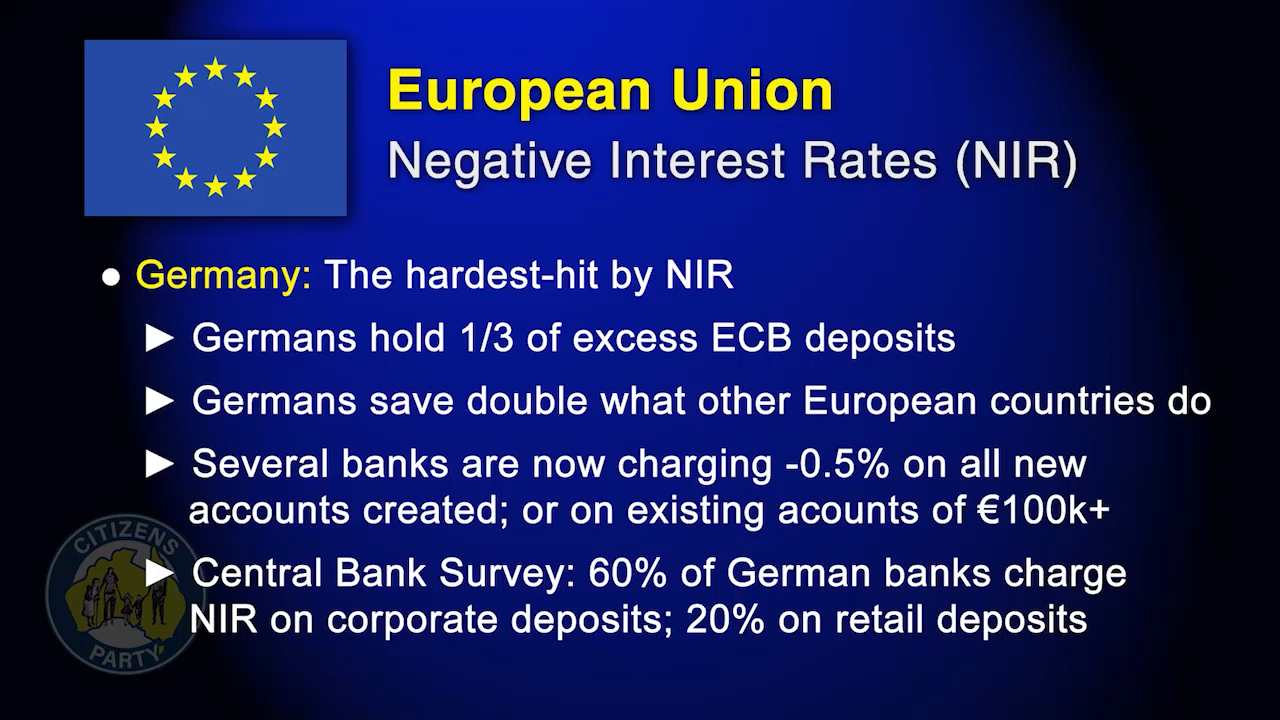 European Union
Negative Interest Rates (NIR)
● Germany: The hardest-hit by NIR
► Germans hold 1/3 of excess ECB deposits
► Germans save double what other European countries do
► Several banks are now charging -0.5% on all new
accounts created; or on existing acounts of €100k+
► Central Bank Survey: 60% of German banks charge
NIR on corporate deposits; 20% on retail deposits
CITIZENS
PARTY